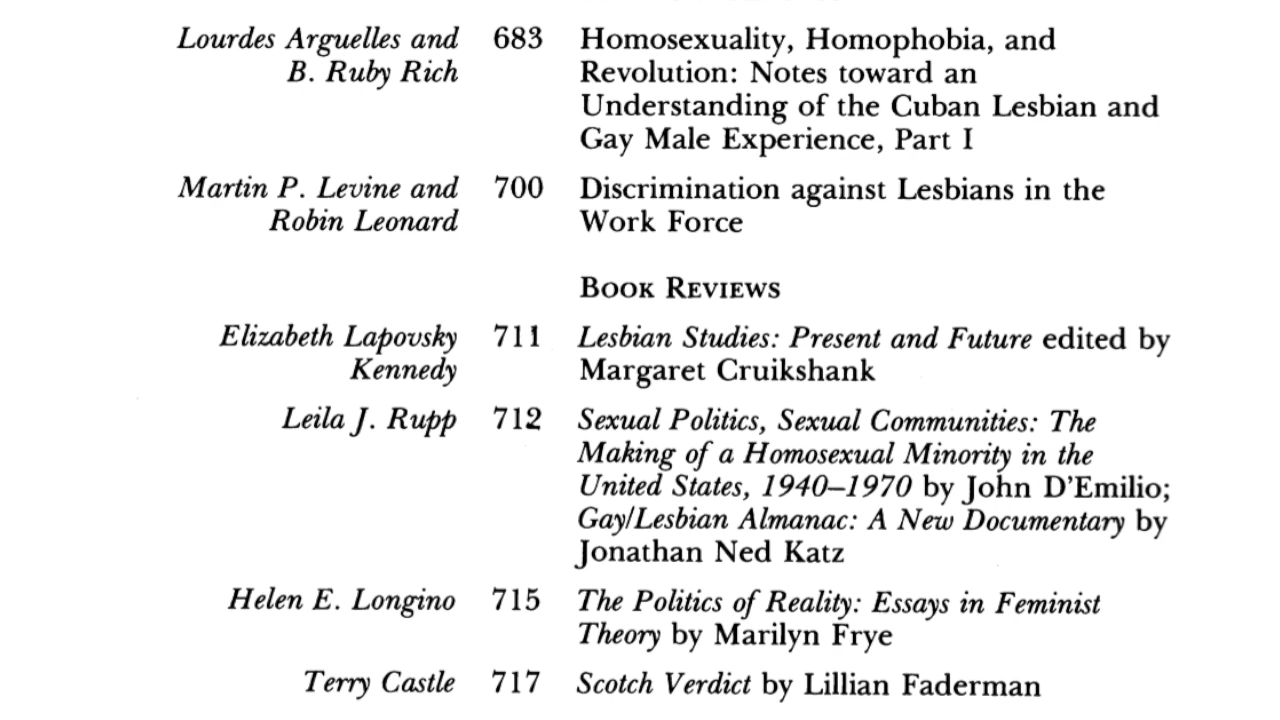 Lourdes Arguelles and 683 Homosexuality, Homophobia, and
B. Ruby Rich Revolution: Notes toward an
Understanding of the Cuban Lesbian and
Gay Male Experience, Part I
Martin P. Levine and 700 Discrimination against Lesbians in the
Robin Leonard Work Force
BOOK REVIEWS
Elizabeth Lapovsky 711 Lesbian Studies: Present and Future edited by
Kennedy Margaret Cruikshank
Leila J. Rupp 712 Sexual Politics, Sexual Communities: The
Making of a Homosexual Minority in the
United States, 1940–1970 by John D'Emilio;
Gay/Lesbian Almanac: A New Documentary by
Jonathan Ned Katz
Helen E. Longino 715 The Politics of Reality: Essays in Feminist
Theory by Marilyn Frye
Terry Castle 717 Scotch Verdict by Lillian Faderman